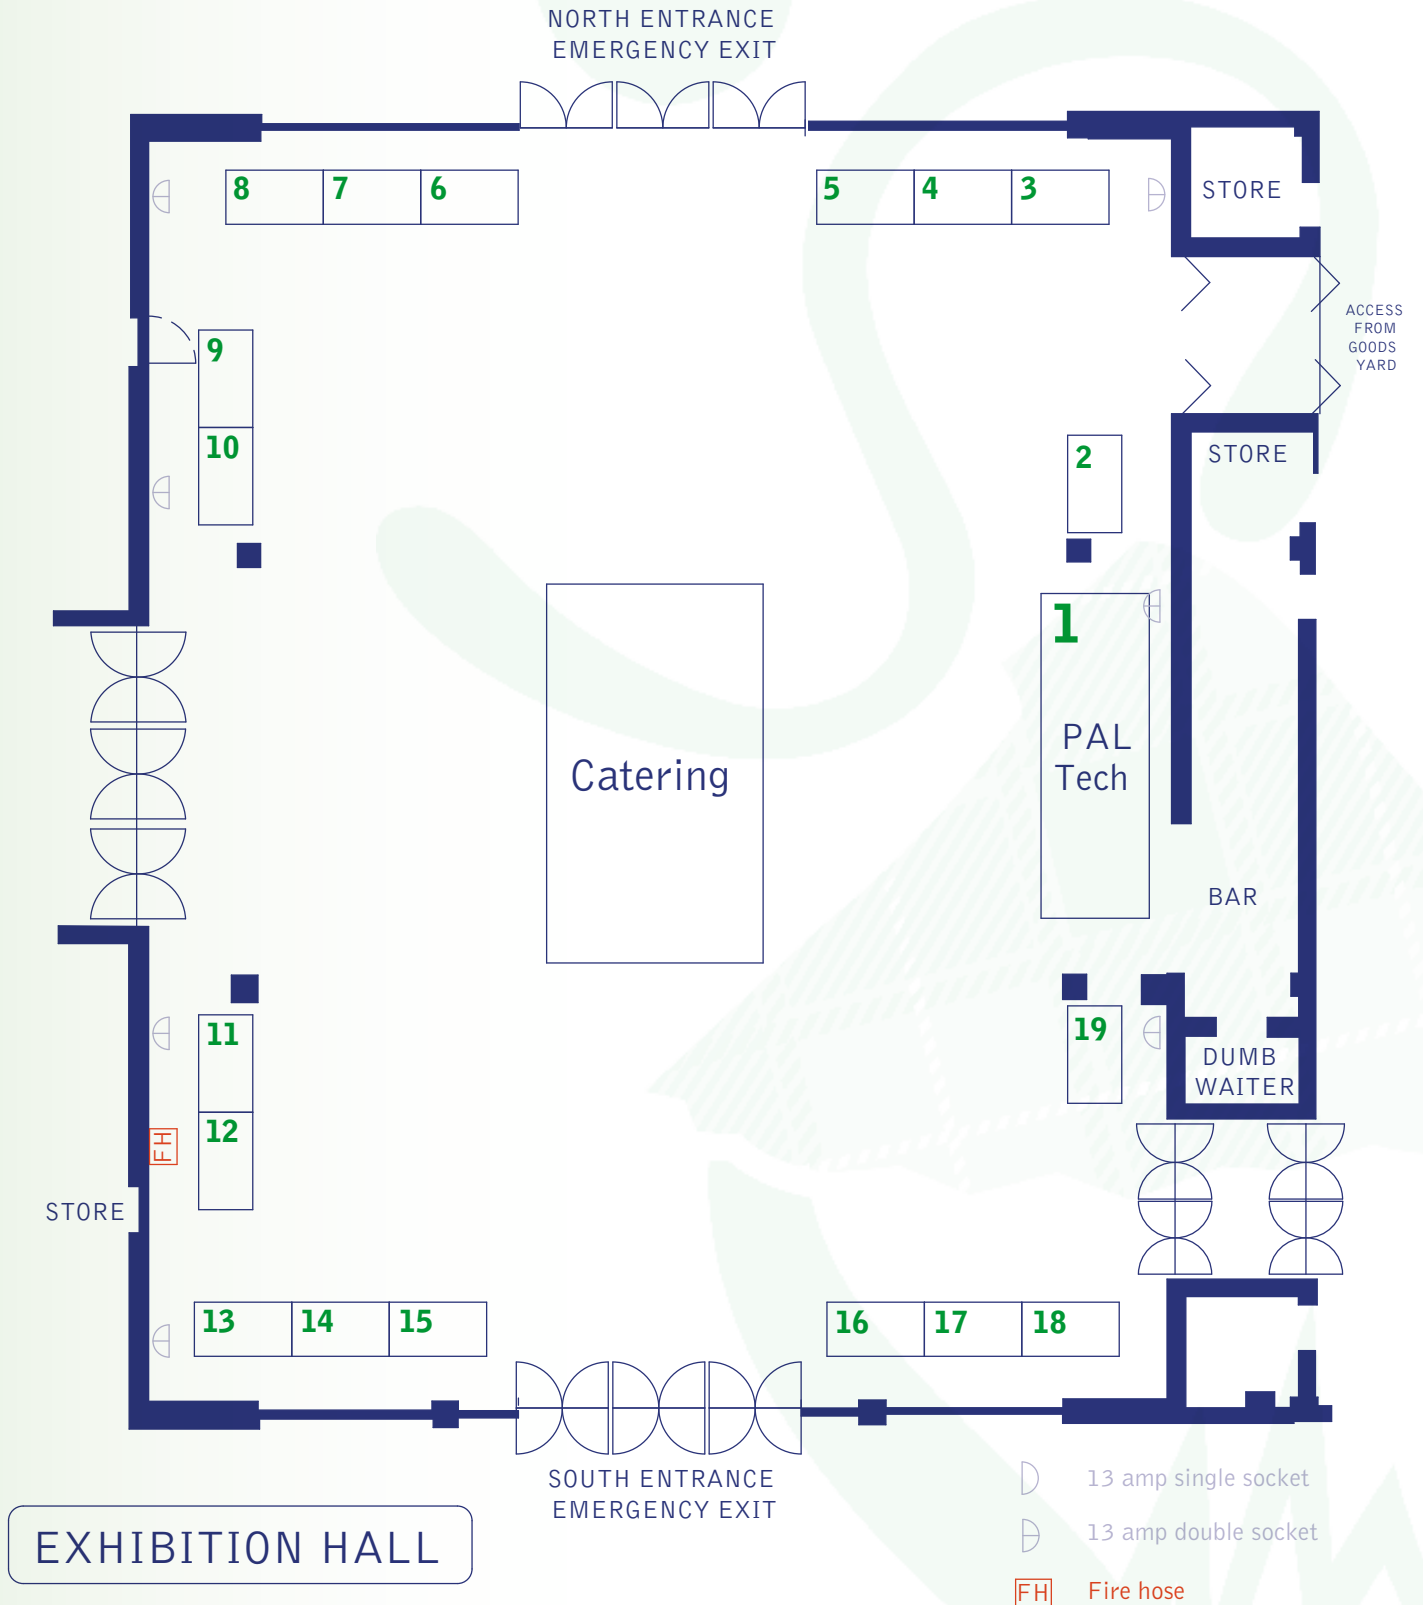 NORTH ENTRANCE
EMERGENCY EXIT
8
7
6
5
4
3
STORE
ACCESS
FROM
GOODS
YARD
9
10
2
STORE
1
PAL
Tech
Catering
BAR
11
12
FH
STORE
19
DUMB
WAITER
13
14
15
16
17
18
SOUTH ENTRANCE
EMERGENCY EXIT
EXHIBITION HALL
13 amp single socket
13 amp double socket
FH Fire hose